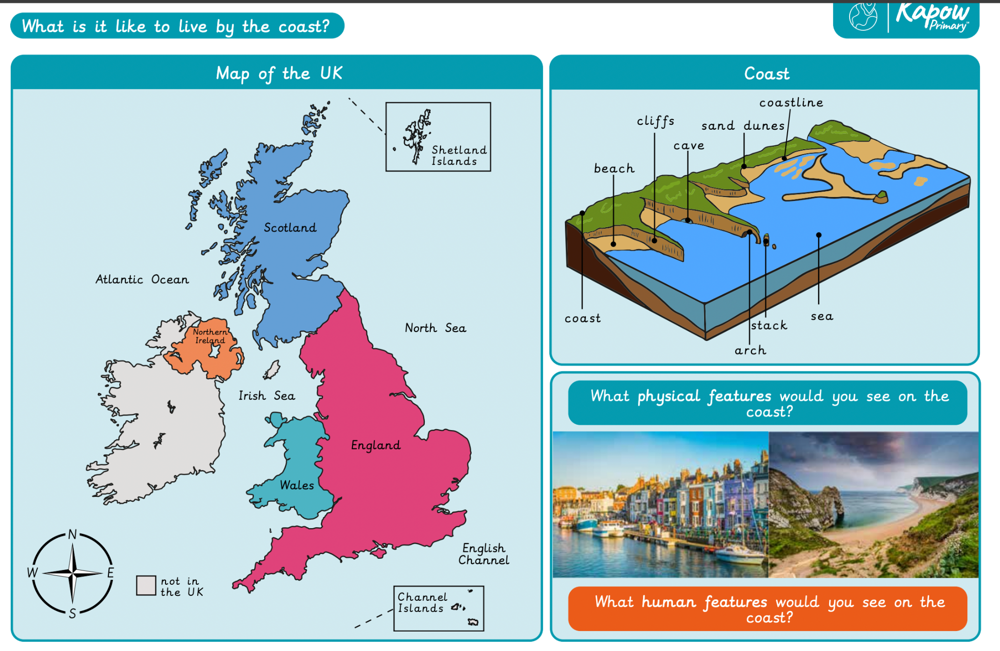 What is it like to live by the coast?
Kapow
Primary™
Map of the UK
Shetland
Islands
Scotland
Atlantic Ocean
North Sea
Northern
Ireland
Irish Sea
England
Wales
English
Channel
N
W
E
S
not in
the UK
Channel
Islands
Coast
coastline
cliffs
sand dunes
cave
beach
coast
stack
sea
arch
What physical features would you see on the
coast?
What human features would you see on the
coast?